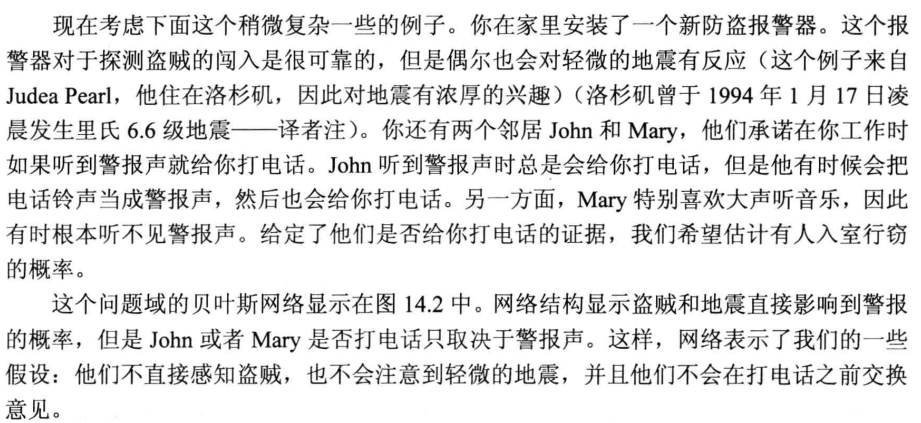 现在考虑下面这个稍微复杂一些的例子。你在家里安装了一个新防盗报警器。这个报
警器对于探测盗贼的闯入是很可靠的，但是偶尔也会对轻微的地震有反应（这个例子来自
Judea Pearl，他住在洛杉矶，因此对地震有浓厚的兴趣）（洛杉矶曾于 1994 年 1 月 17 日凌
晨发生里氏 6.6 级地震——译者注）。你还有两个邻居 John 和 Mary，他们承诺在你工作时
如果听到警报声就给你打电话。John 听到警报声时总是会给你打电话，但是他有时候会把
电话铃声当成警报声，然后也会给你打电话。另一方面，Mary 特别喜欢大声听音乐，因此
有时根本听不见警报声。给定了他们是否给你打电话的证据，我们希望估计有人入室行窃
的概率。
这个问题域的贝叶斯网络显示在图 14.2 中。网络结构显示盗贼和地震直接影响到警报
的概率，但是 John 或者 Mary 是否打电话只取决于警报声。这样，网络表示了我们的一些
假设：他们不直接感知盗贼，也不会注意到轻微的地震，并且他们不会在打电话之前交换
意见。